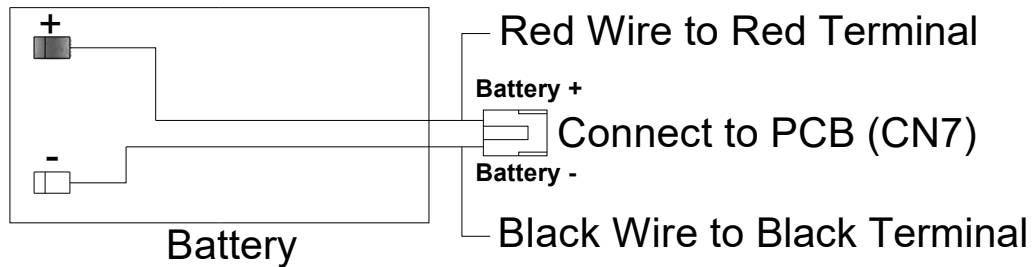 +
Red Wire to Red Terminal
Battery +
Connect to PCB (CN7)
-
Battery -
Black Wire to Black Terminal
Battery